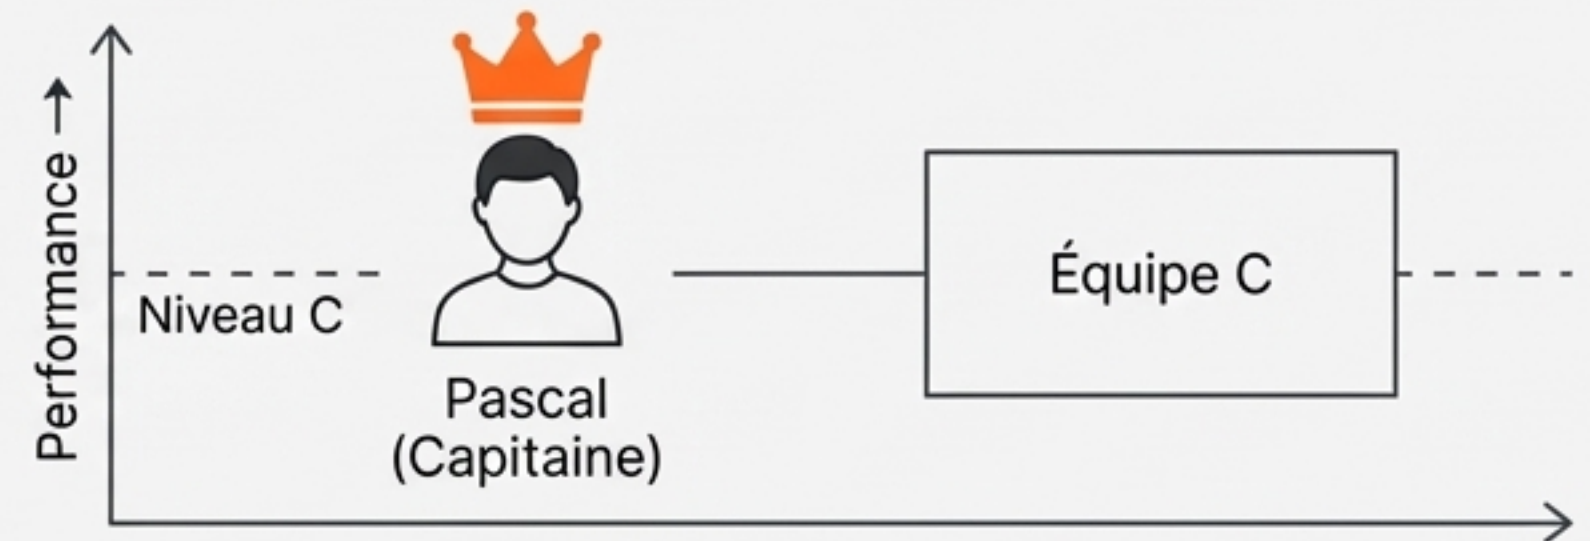 Performance →
Niveau C
Pascal
(Capitaine)
Équipe C